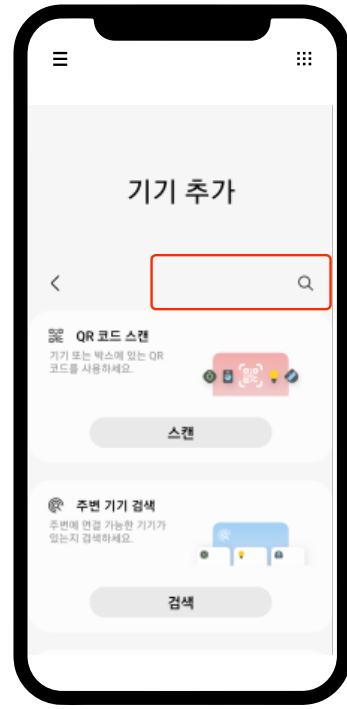 기기 추가
QR 코드 스캔
기기 또는 박스에 있는 QR
코드를 사용하세요.
스캔
주변 기기 검색
주변에 연결 가능한 기기가
있는지 검색하세요.
검색